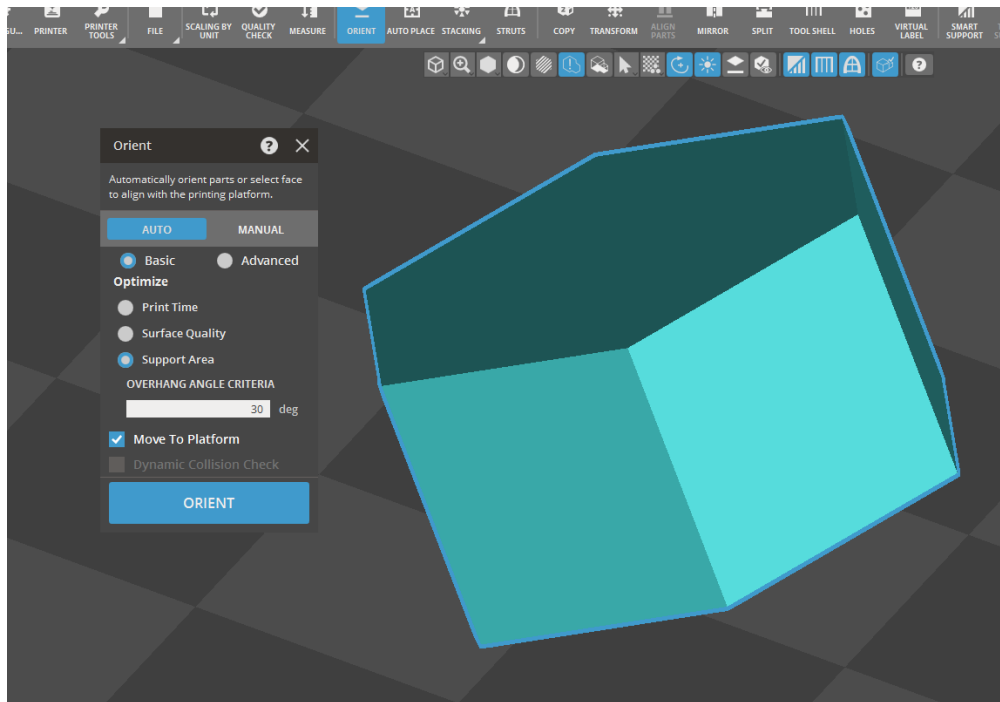 GU... PRINTER PRINTER TOOLS FILE SCALING BY UNIT QUALITY CHECK MEASURE ORIENT AUTO PLACE STACKING STRUTS COPY TRANSFORM ALIGN PARTS MIRROR SPLIT TOOL SHELL HOLES VIRTUAL LABEL SMART SUPPORT
Orient ?
Automatically orient parts or select face
to align with the printing platform.
AUTO MANUAL
Basic Advanced
Optimize
Print Time
Surface Quality
Support Area
OVERHANG ANGLE CRITERIA
30 deg
Move To Platform
Dynamic Collision Check
ORIENT